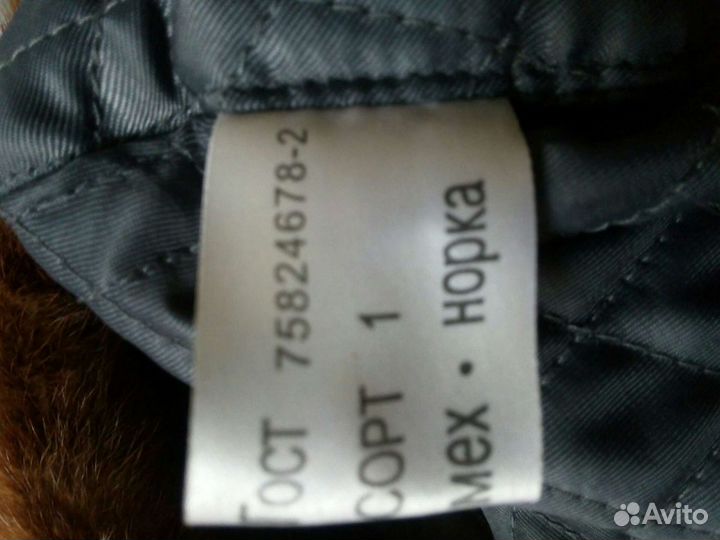 ГОСТ 75824678-2
СОРТ 1
мех • норка
Avito